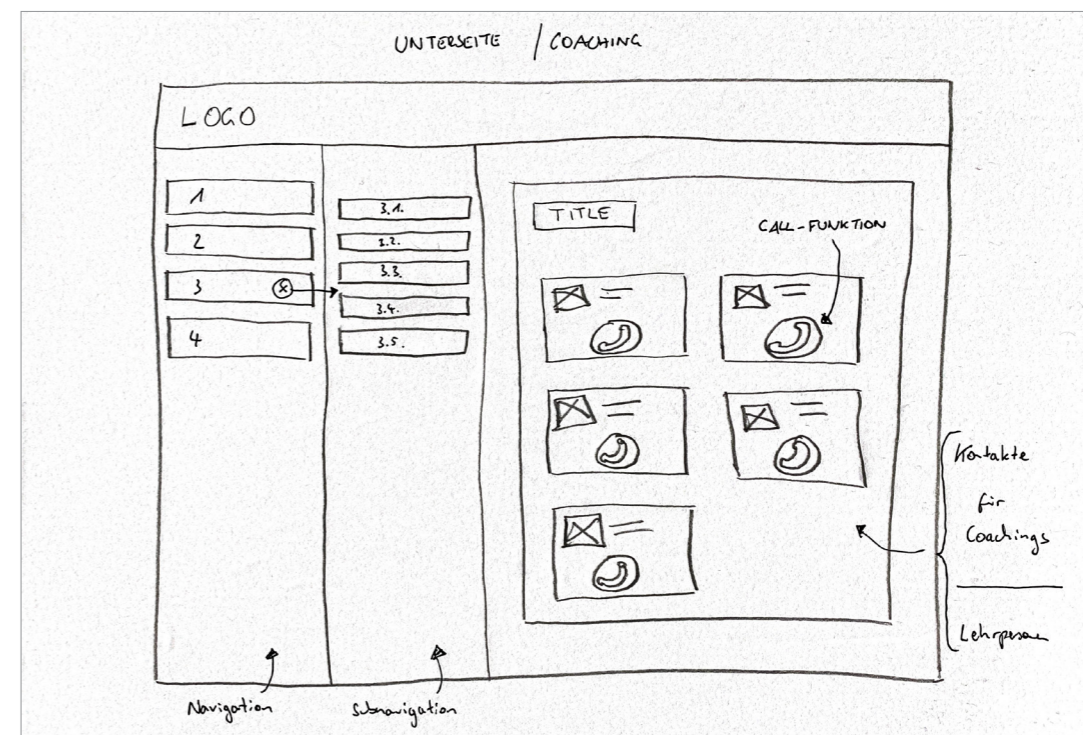 UNTERSEITE / COACHING
LOGO
1
2
3
4
3.1.
3.2.
3.3.
3.4.
3.5.
TITLE
CALL-FUNKTION
Kontakte
für
Coachings
Lehrpersonen
Navigation
Subnavigation